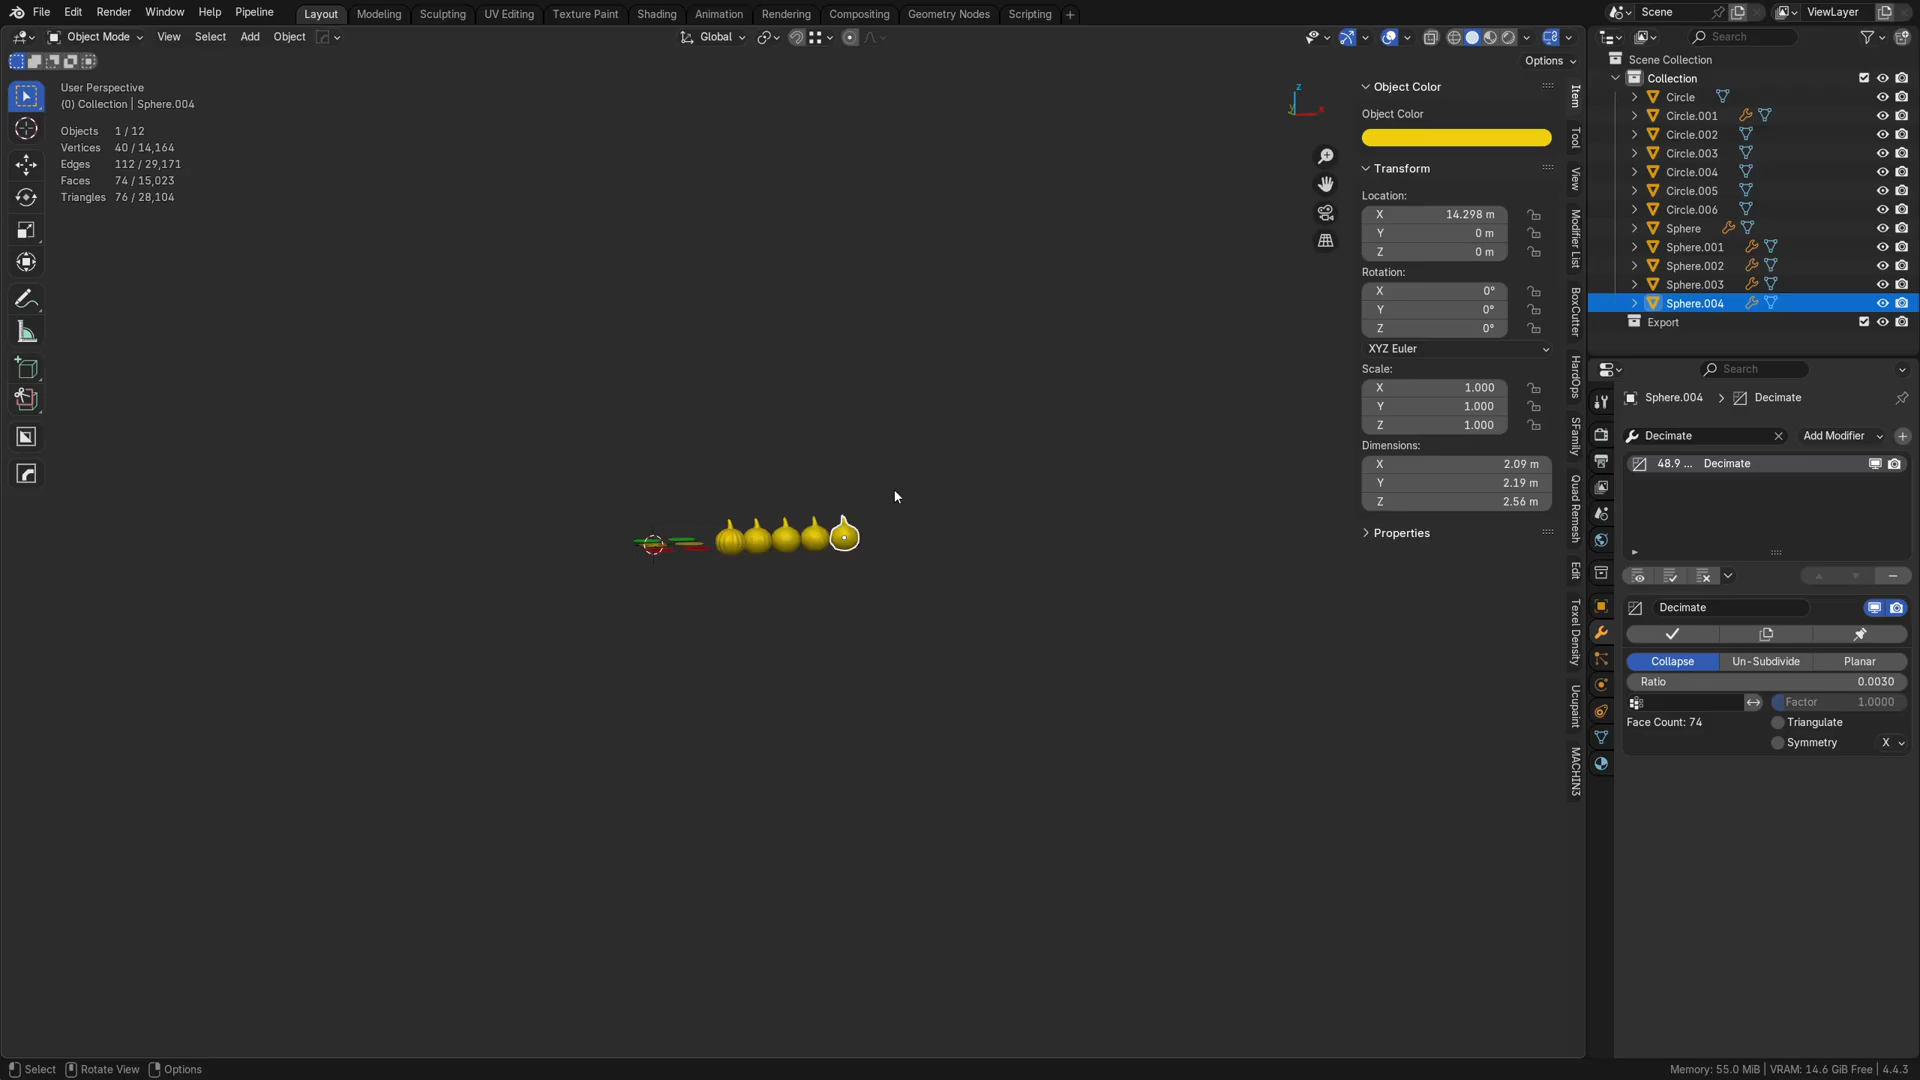 File Edit Render Window Help Pipeline Layout Modeling Sculpting UV Editing Texture Paint Shading Animation Rendering Compositing Geometry Nodes Scripting + Scene ViewLayer
Object Mode View Select Add Object Global Search
Options
User Perspective
(0) Collection | Sphere.004
Objects 1 / 12
Vertices 40 / 14,164
Edges 112 / 29,171
Faces 74 / 15,023
Triangles 76 / 28,104
Z
X
Y
Object Color
Object Color
Transform
Location:
X 14.298 m
Y 0 m
Z 0 m
Rotation:
X 0°
Y 0°
Z 0°
XYZ Euler
Scale:
X 1.000
Y 1.000
Z 1.000
Dimensions:
X 2.09 m
Y 2.19 m
Z 2.56 m
Properties
Item
Tool
View
Modifier List
BoxCutter
HardOps
SFamily
Quad Remesh
Edit
Texel Density
Ucupaint
MACHIN3
Scene Collection
Collection
Circle
Circle.001
Circle.002
Circle.003
Circle.004
Circle.005
Circle.006
Sphere
Sphere.001
Sphere.002
Sphere.003
Sphere.004
Export
Search
Sphere.004 > Decimate
Decimate Add Modifier
48.9 ... Decimate
Decimate
Collapse Un-Subdivide Planar
Ratio 0.0030
Factor 1.0000
Face Count: 74 Triangulate
Symmetry X
Select Rotate View Options Memory: 55.0 MiB | VRAM: 14.6 GiB Free | 4.4.3